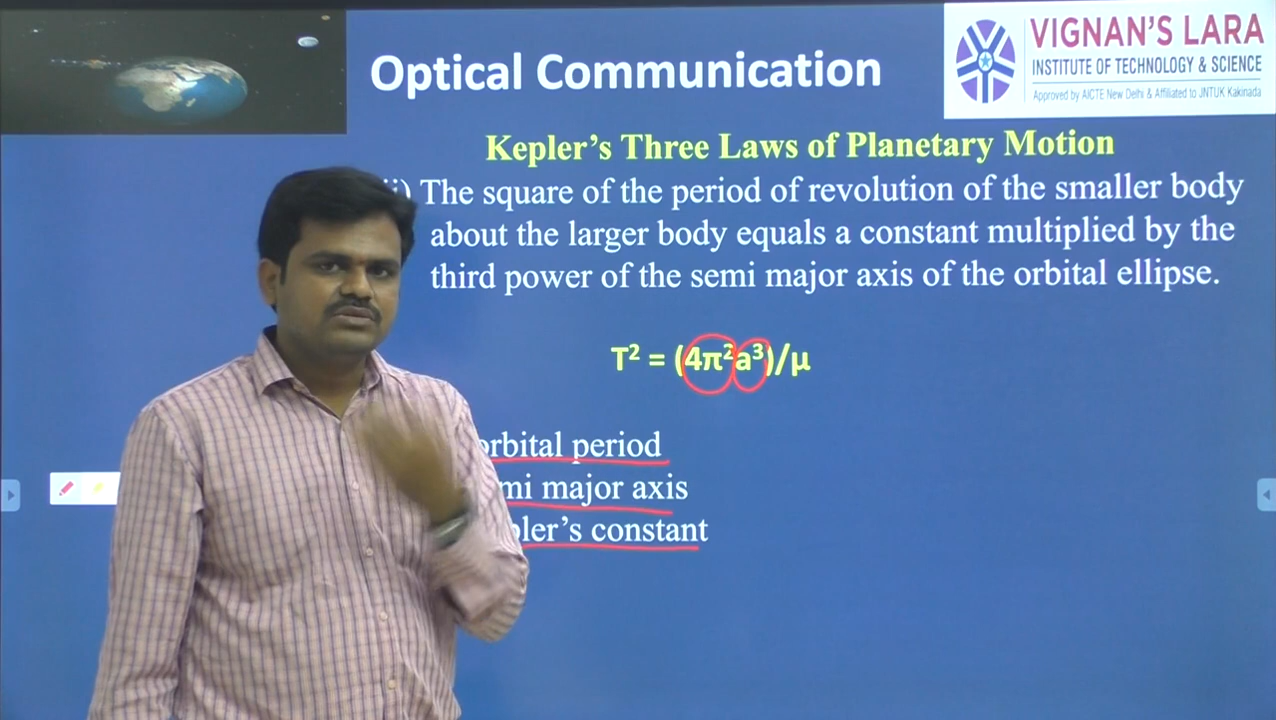 Optical Communication
VIGNAN'S LARA
INSTITUTE OF TECHNOLOGY & SCIENCE
Approved by AICTE New Delhi & Affiliated to JNTUK Kakinada
Kepler's Three Laws of Planetary Motion
The square of the period of revolution of the smaller body
about the larger body equals a constant multiplied by the
third power of the semi major axis of the orbital ellipse.
T² = (4π²a³)/μ
orbital period
major axis
constant